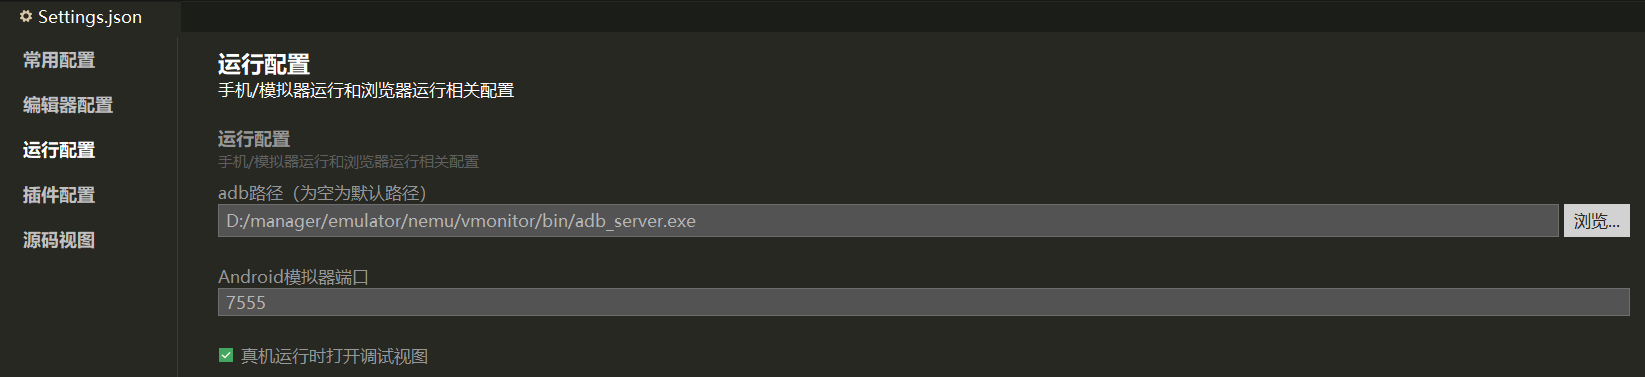 Settings.json
常用配置
编辑器配置
运行配置
插件配置
源码视图
运行配置
手机/模拟器运行和浏览器运行相关配置
运行配置
手机/模拟器运行和浏览器运行相关配置
adb路径（为空为默认路径）
D:/manager/emulator/nemu/vmonitor/bin/adb_server.exe
浏览...
Android模拟器端口
7555
真机运行时打开调试视图